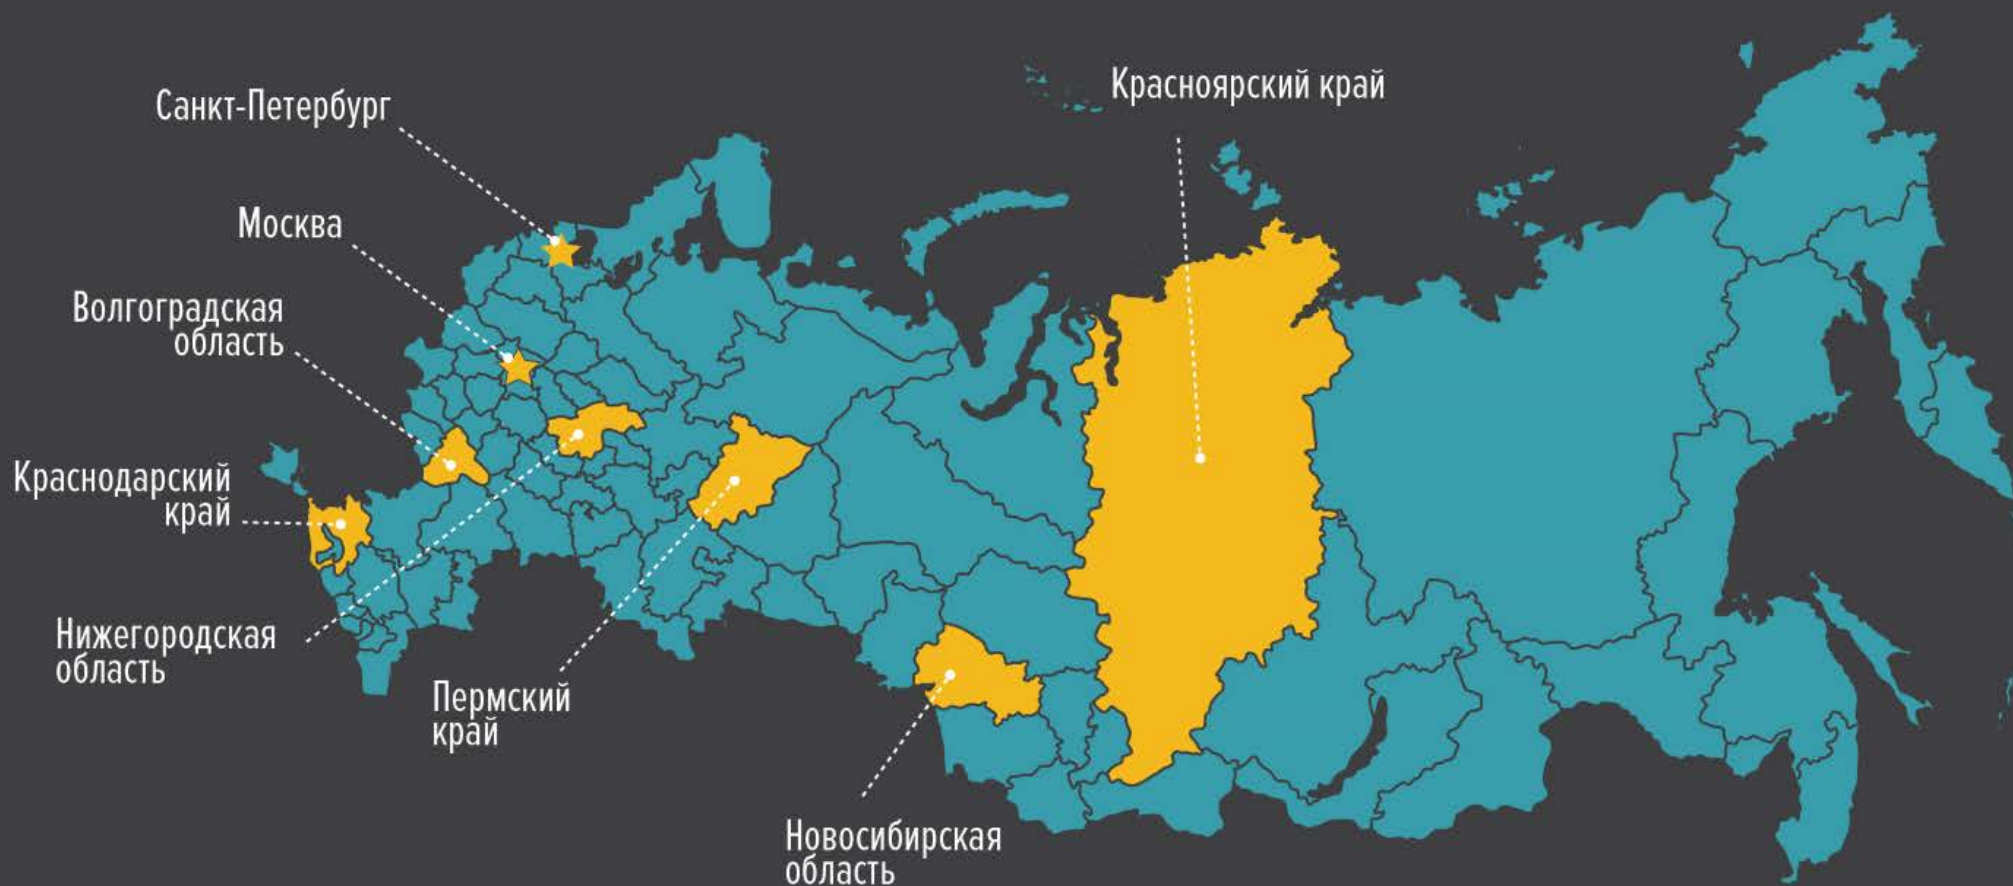 Санкт-Петербург
Красноярский край
Москва
Волгоградская
область
Краснодарский
край
Нижегородская
область
Пермский
край
Новосибирская
область